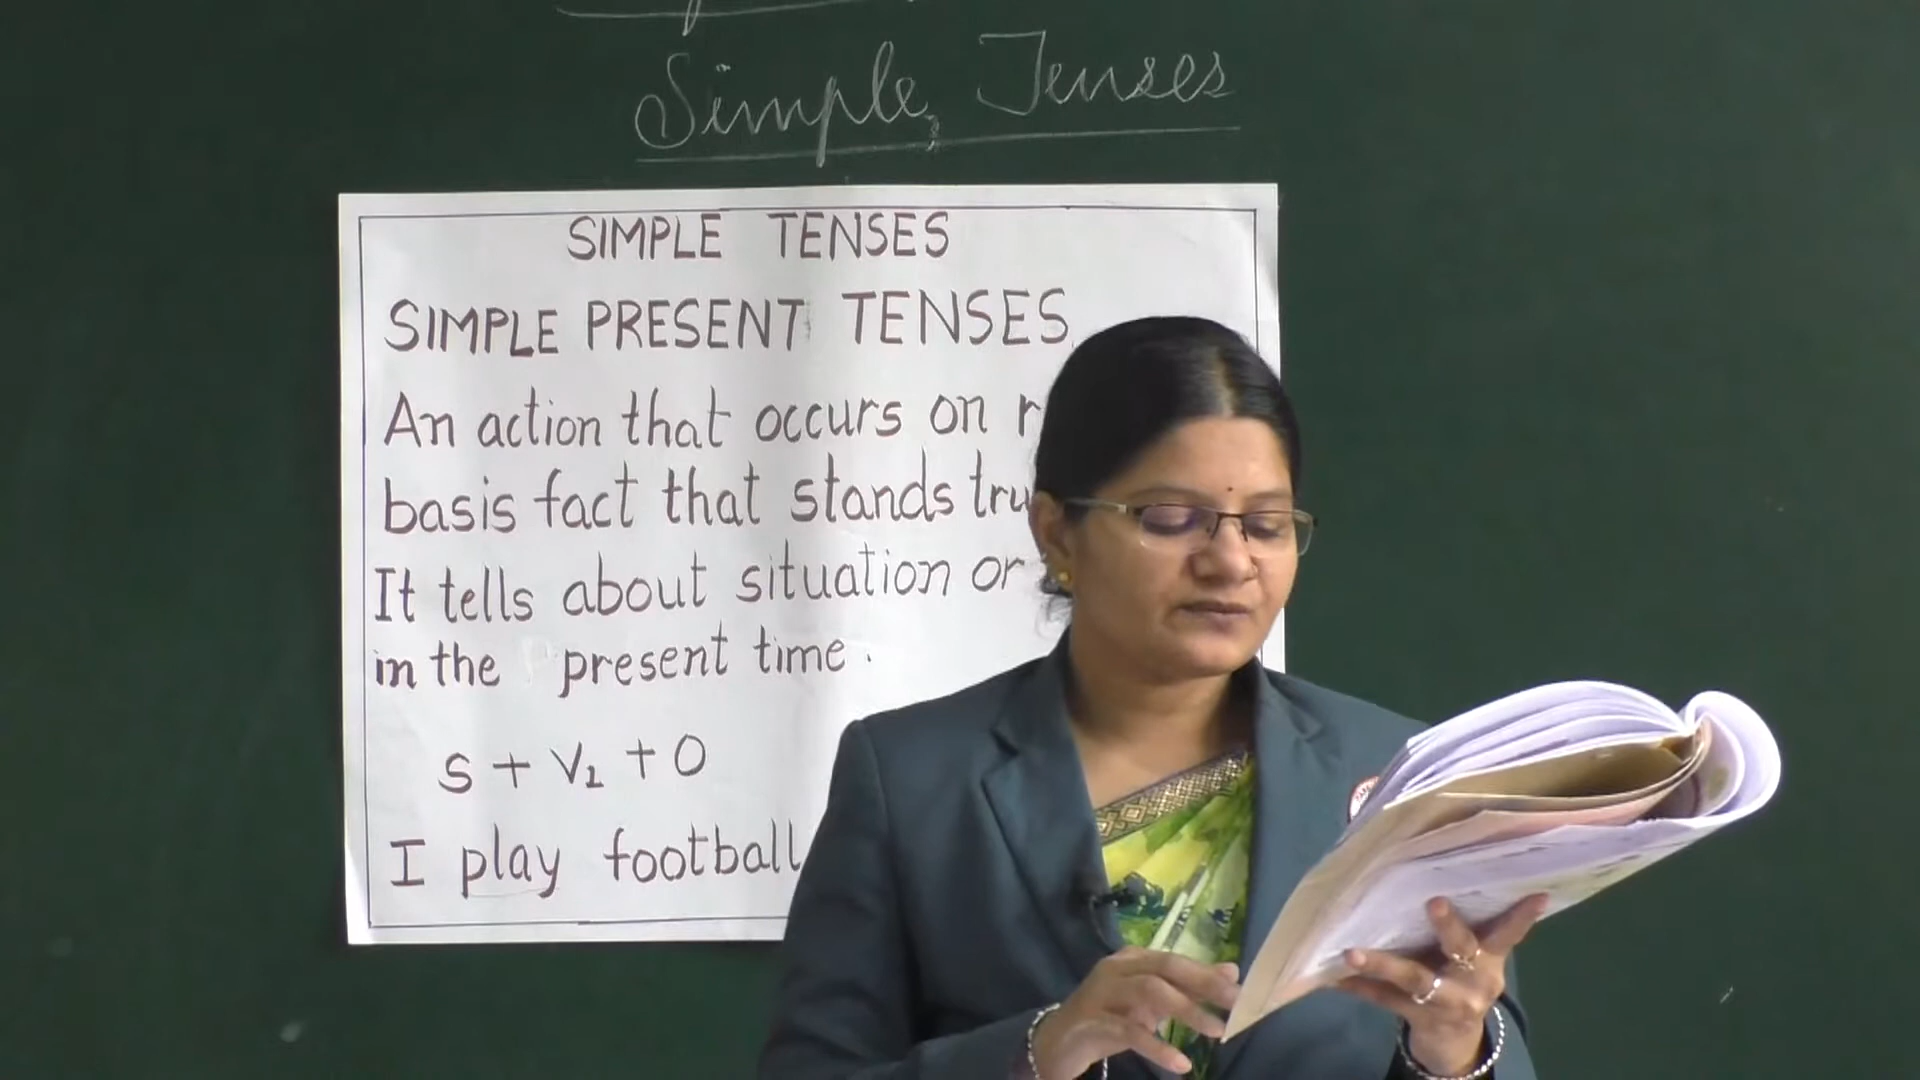 Simple Tenses
SIMPLE TENSES
SIMPLE PRESENT TENSES
An action that occurs on
basis fact that stands
It tells about situation or
in the present time.
S + V1 + O
I play football